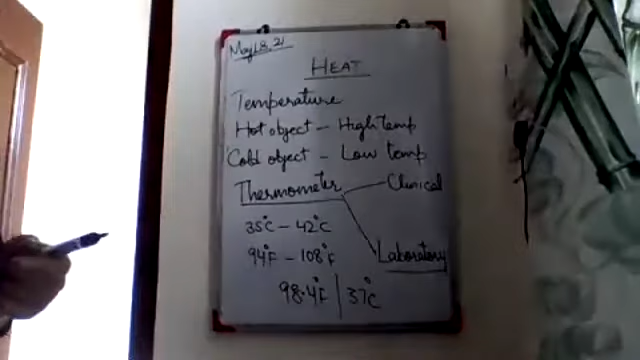 May 18, 21
HEAT
Temperature
Hot object – High temp
Cold object – Low temp
Thermometer
Clinical
35°C – 42°C
94°F – 108°F
Laboratory
98.4°F | 37°C